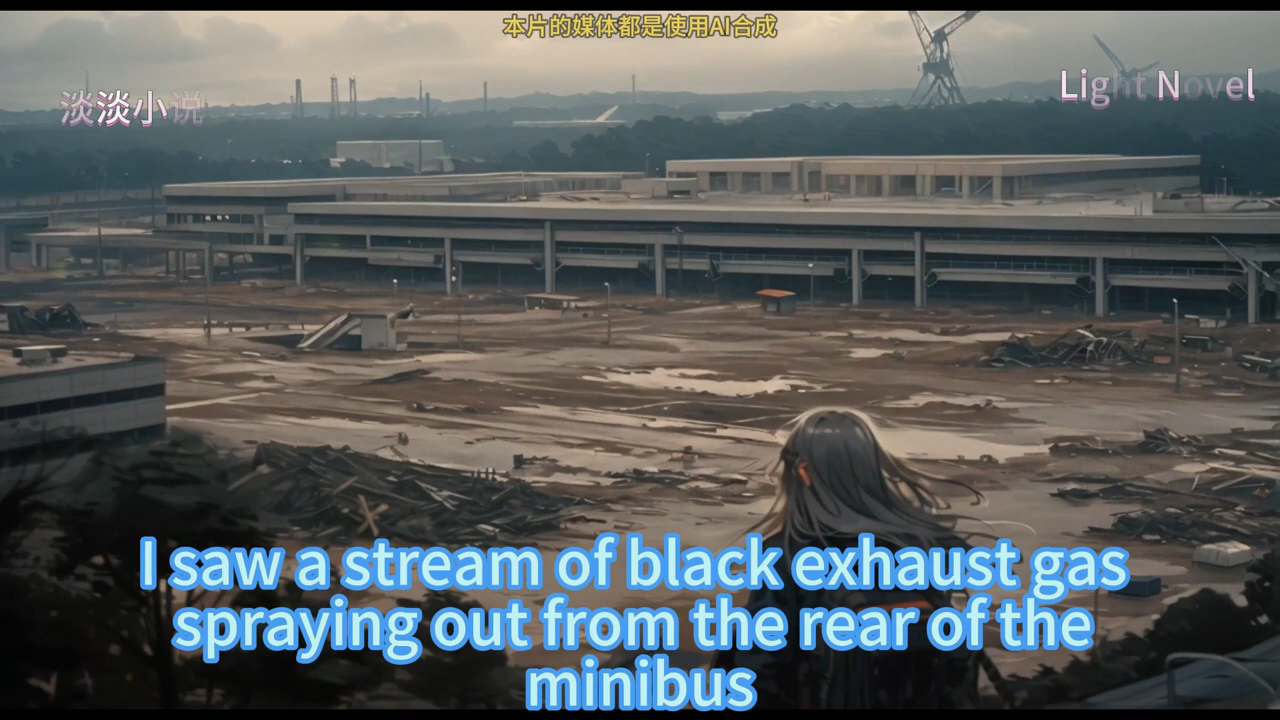 本片的媒体都是使用AI合成
淡淡小说
Light Novel
I saw a stream of black exhaust gas
spraying out from the rear of the
minibus